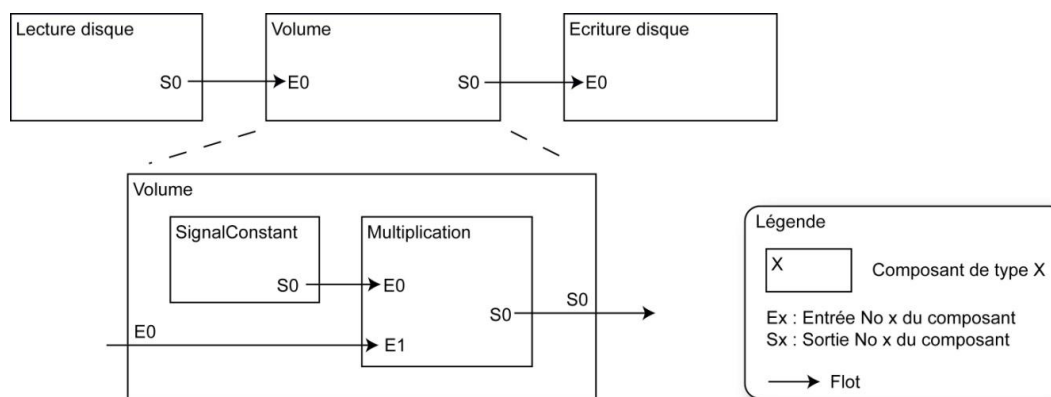 Lecture disque
S0
Volume
E0
S0
Ecriture disque
E0
Volume
SignalConstant
S0
Multiplication
E0
E1
S0
E0
S0
Légende
X
Composant de type X
Ex : Entrée No x du composant
Sx : Sortie No x du composant
Flot